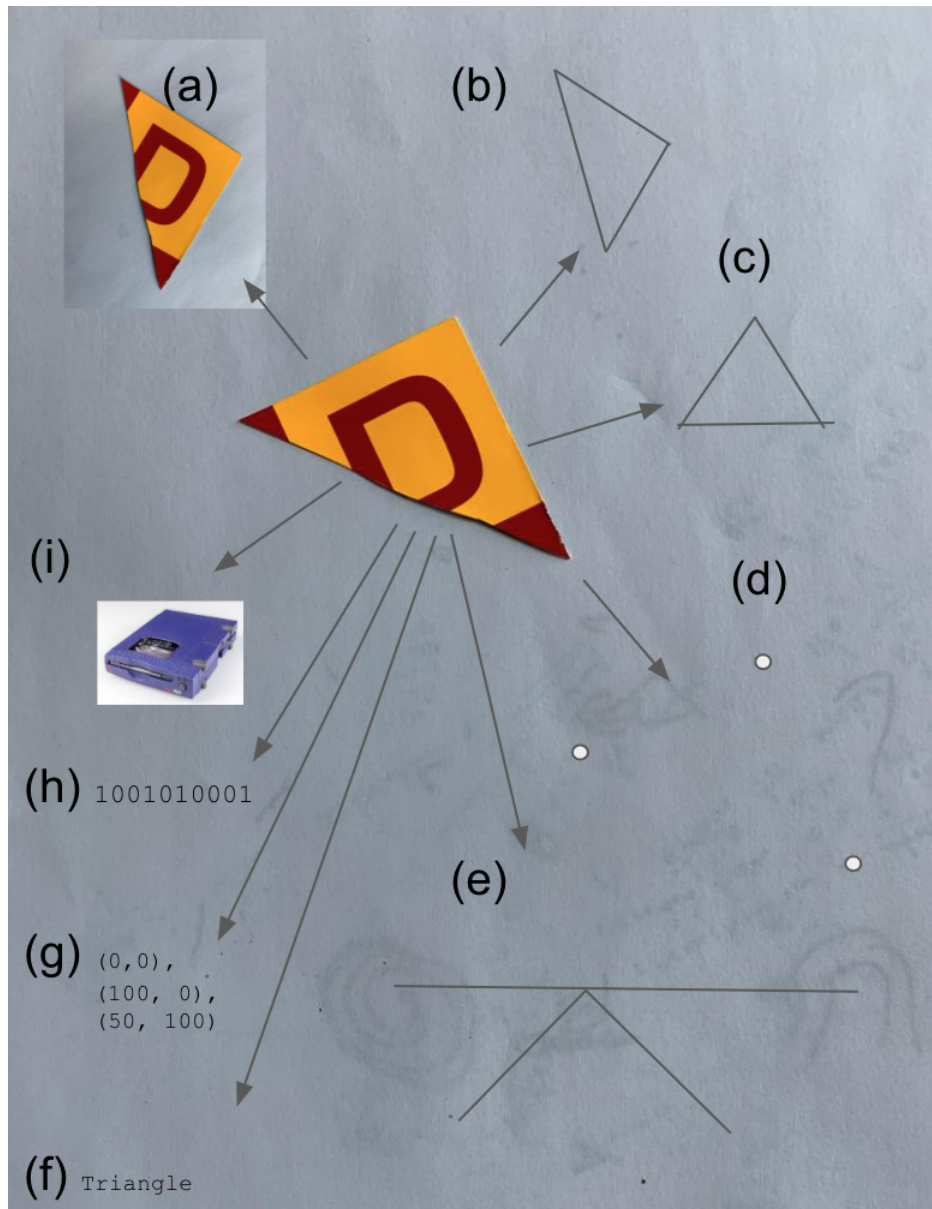 (a)
(b)
(c)
D
D
(i)
(d)
(h) 1001010001
(e)
(g) (0,0),
(100, 0),
(50, 100)
(f) Triangle